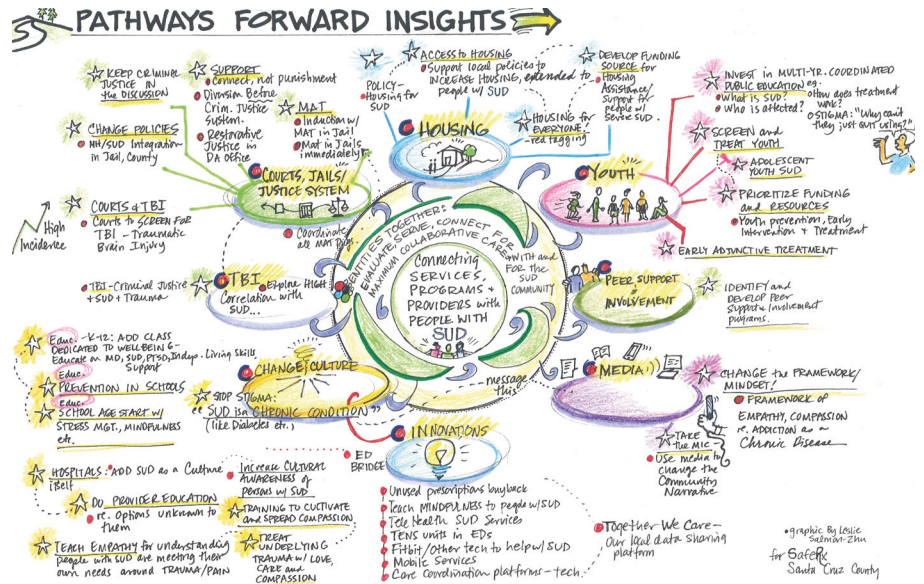 PATHWAYS FORWARD INSIGHTS
KEEP CRIMINAL
JUSTICE IN
the DISCUSSION
SUPPORT
Connect, not punishment
Diversion Before
Crim. Justice
System.
Restorative
Justice in
DA Office
MAT
Induction w/
MAT in Jail
Mat in Jails
immediately
CHANGE POLICIES
MH/SUD Integration
in Jail, County
COURTS, JAILS/
JUSTICE SYSTEM
COURTS & TBI
Courts to SCREEN FOR
TBI - Traumatic
Brain Injury
High
Incidence
Coordinate
all MAT Progs.
POLICY-
Housing for
SUD
ACCESS to HOUSING
Support local policies to
INCREASE HOUSING, extended to
people w/ SUD
DEVELOP FUNDING
SOURCE for
Housing
Assistance/
Support for
people w/
Severe SUD.
HOUSING for
EVERYONE!
red tagging
HOUSING
INVEST in MULTI-YR. COORDINATED
PUBLIC EDUCATION eg.
What is SUD?
Who is affected?
How does treatment
work?
STIGMA: "Why can't
they just QUIT using?"
SCREEN and
TREAT YOUTH
ADOLESCENT
YOUTH SUD
PRIORITIZE FUNDING
and RESOURCES
Youth prevention, Early
Intervention & Treatment
EARLY ADJUNCTIVE TREATMENT
YOUTH
ENTITIES TOGETHER:
EVALUATE, SERVE, CONNECT FOR
MAXIMUM COLLABORATIVE CARE
WITH AND
FOR THE SUD
COMMUNITY
Connecting
SERVICES,
PROGRAMS +
PROVIDERS with
PEOPLE WITH
SUD
TBI-Criminal Justice
+ SUD + Trauma
TBI
Explore HIGH
Correlation with
SUD...
PEER SUPPORT
INVOLVEMENT
IDENTIFY and
DEVELOP Peer
Support & Involvement
programs.
Educ. - K-12: ADD CLASS
DEDICATED to WELLBEING
Educate on MD, SUD, PTSD, Indep. Living Skills,
Support
Educ.
PREVENTION IN SCHOOLS
educ.
SCHOOL AGE START w/
STRESS MGT., MINDFULNESS
etc.
CHANGE CULTURE
STOP STIGMA:
"SUD is a CHRONIC CONDITION"
(like Diabetes etc.)
message
this
MEDIA
CHANGE the FRAMEWORK/
MINDSET!
FRAMEWORK of
EMPATHY, COMPASSION
re. ADDICTION as a
Chronic Disease
TAKE
the MIC
Use media to
change the
Community
Narrative
INNOVATIONS
ED
BRIDGE
HOSPITALS: ADD SUD as a Culture
itself
Increase CULTURAL
AWARENESS of
persons w/ SUD
DO PROVIDER EDUCATION
re. Options unknown to
them
TRAINING to CULTIVATE
and SPREAD COMPASSION
TEACH EMPATHY for understanding
people with SUD are meeting their
own needs around TRAUMA/PAIN
TREAT
UNDERLYING
TRAUMA w/ LOVE,
CARE and
COMPASSION
Unused prescriptions buyback
Teach MINDFULNESS to people w/ SUD
Tele Health SUD Services
TENS units in EDs
Fitbit/Other tech to help w/ SUD
Mobile Services
Care Coordination platforms - tech
Together We Care-
Our local data sharing
platform
graphic By Leslie
Salmon-Zhu
for SafeRx
Santa Cruz County